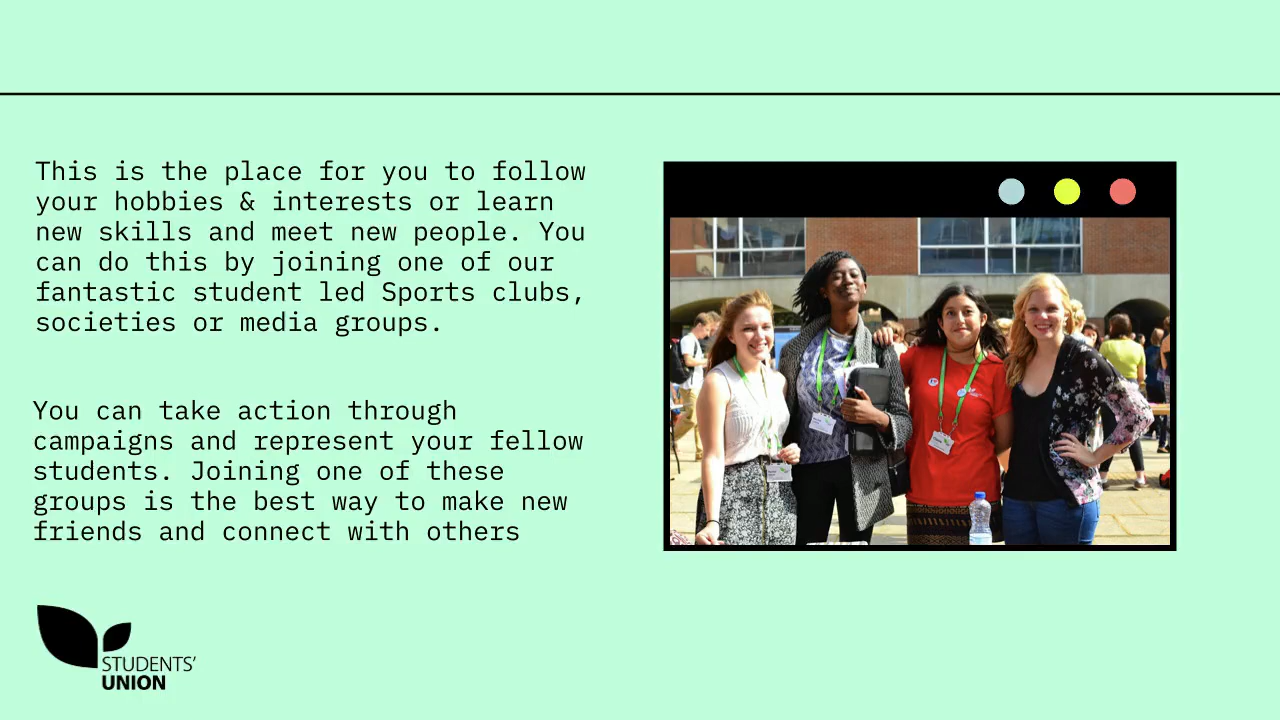 This is the place for you to follow
your hobbies & interests or learn
new skills and meet new people. You
can do this by joining one of our
fantastic student led Sports clubs,
societies or media groups.
You can take action through
campaigns and represent your fellow
students. Joining one of these
groups is the best way to make new
friends and connect with others
STUDENTS'
UNION